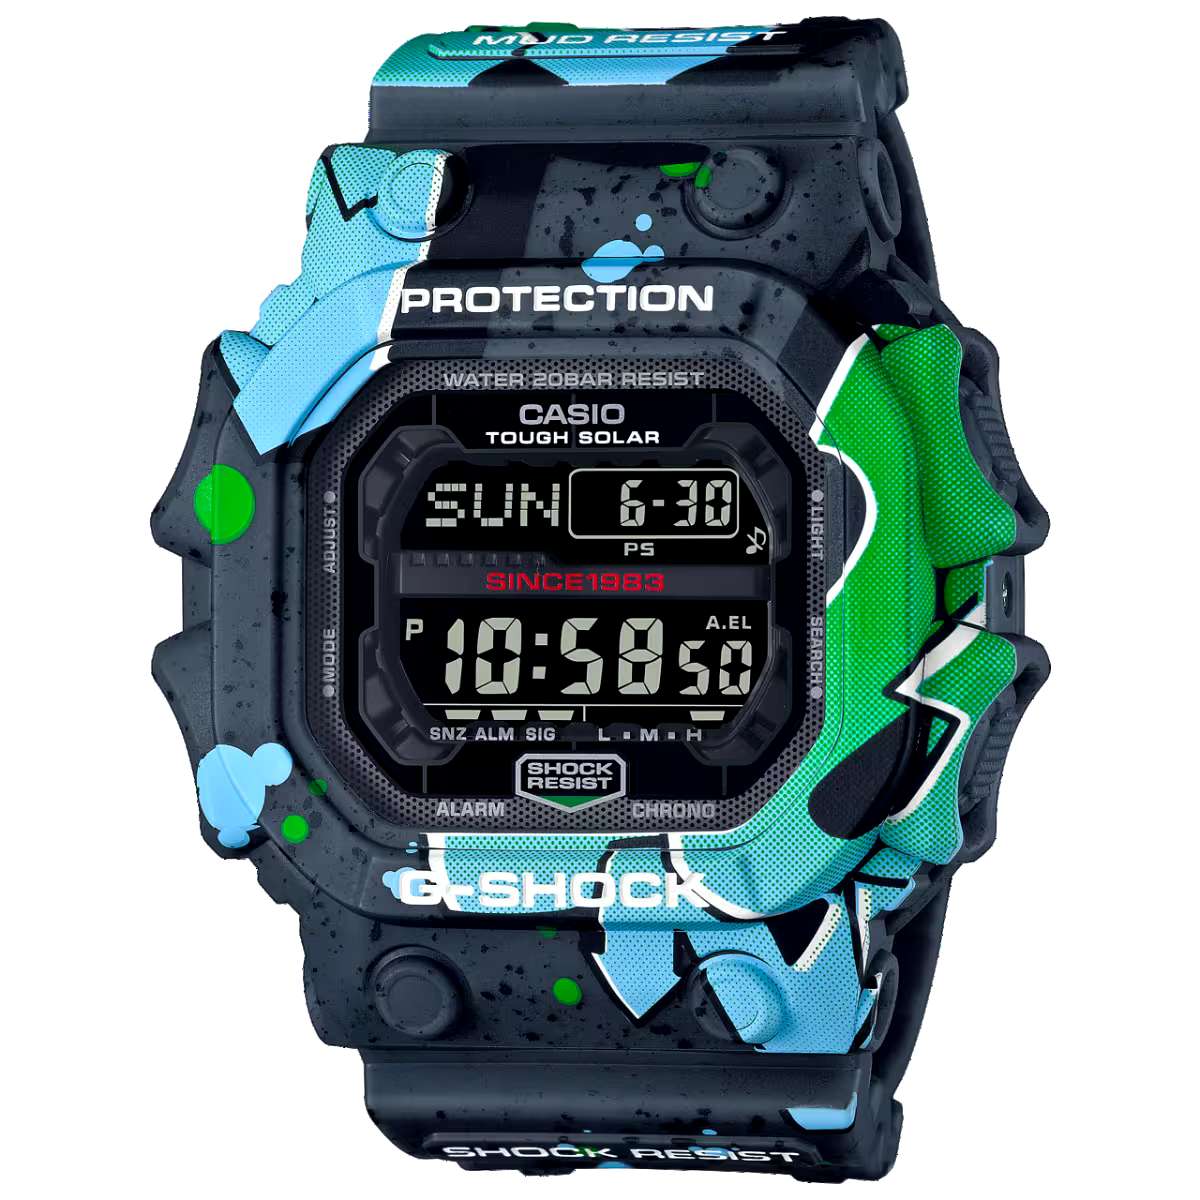 MUD RESIST
PROTECTION
WATER 20BAR RESIST
CASIO
TOUGH SOLAR
ADJUST
LIGHT
SUN 6-30
PS
SINCE1983
MODE
SEARCH
P 10:58 50
A.EL
SNZ ALM SIG L M H
SHOCK
RESIST
ALARM CHRONO
G-SHOCK
SHOCK RESIST